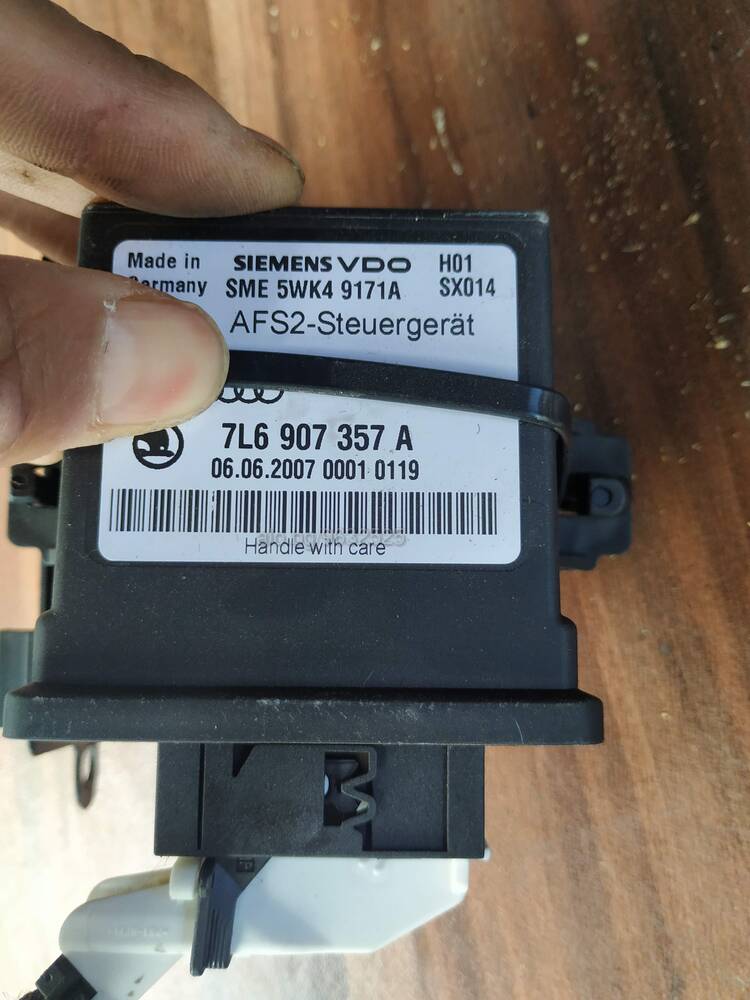 Made in SIEMENS VDO H01
Germany SME 5WK4 9171A SX014
AFS2-Steuergerät
7L6 907 357 A
06.06.2007 0001 0119
Handle with care